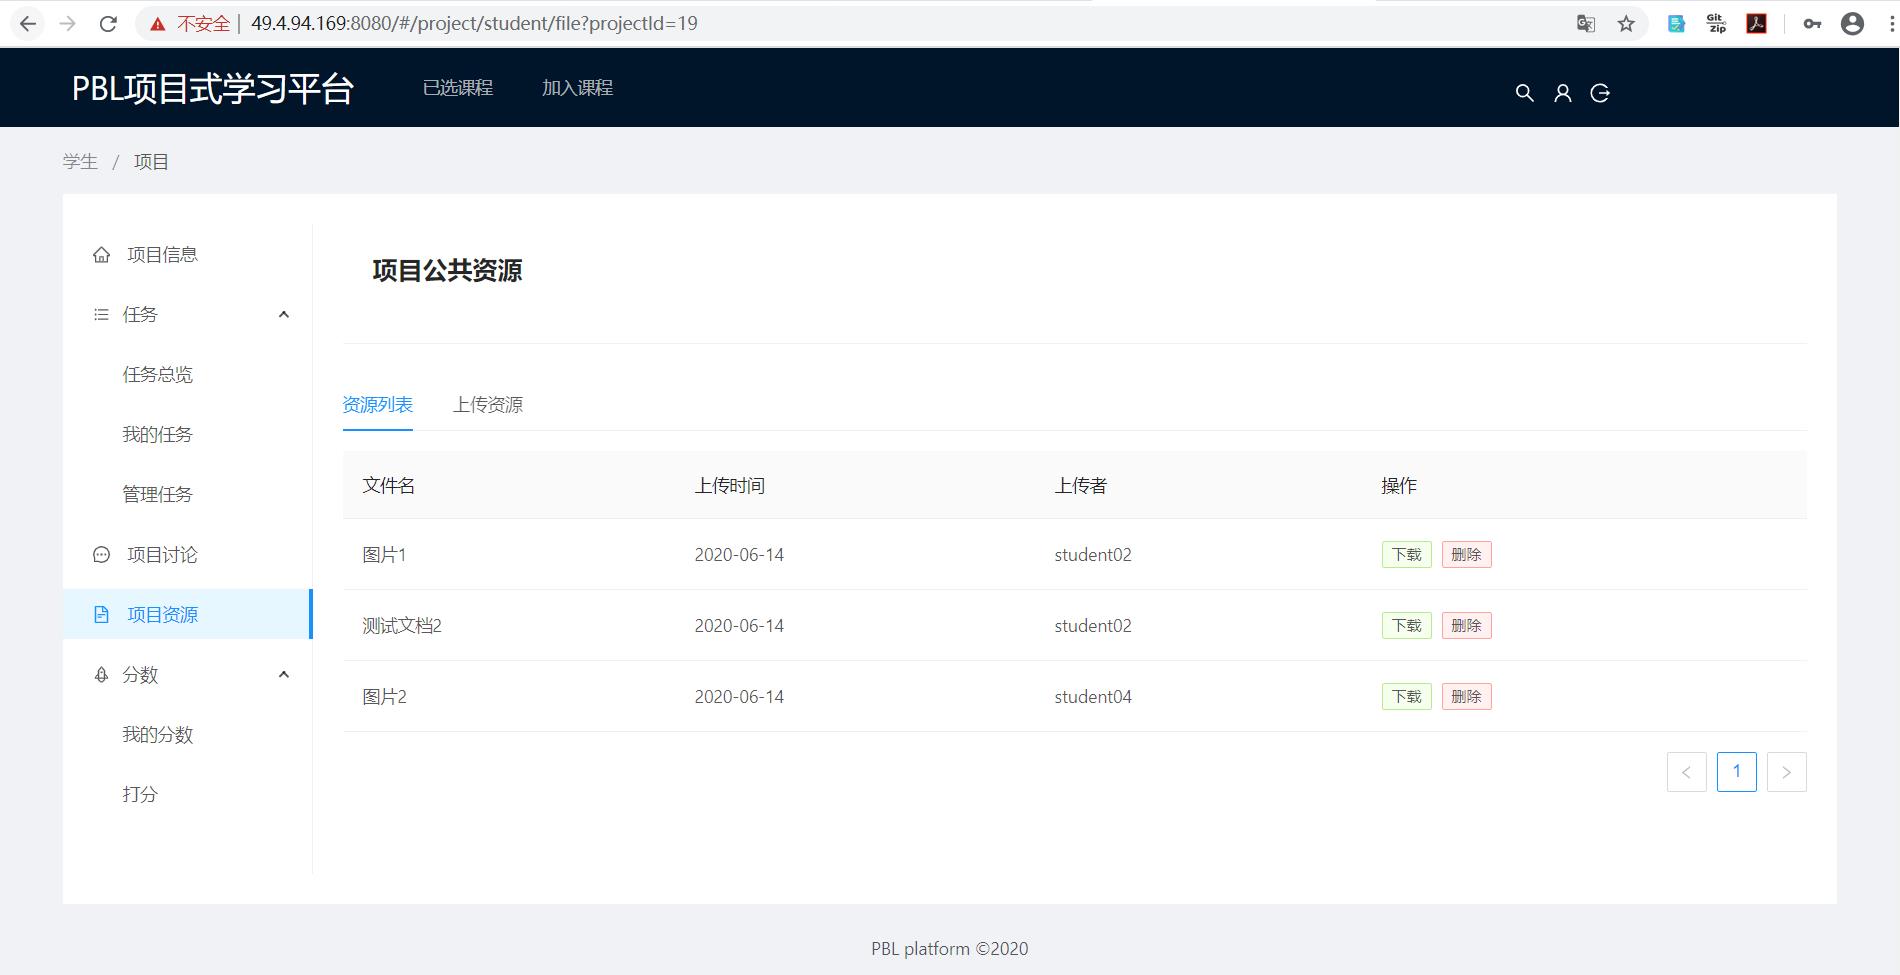 不安全 | 49.4.94.169:8080/#/project/student/file?projectId=19
Git
Zip
PBL项目式学习平台 已选课程 加入课程
学生 / 项目
项目信息
任务
任务总览
我的任务
管理任务
项目讨论
项目资源
分数
我的分数
打分
项目公共资源
资源列表 上传资源
文件名 上传时间 上传者 操作
图片1 2020-06-14 student02 下载 删除
测试文档2 2020-06-14 student02 下载 删除
图片2 2020-06-14 student04 下载 删除
< 1 >
PBL platform ©2020